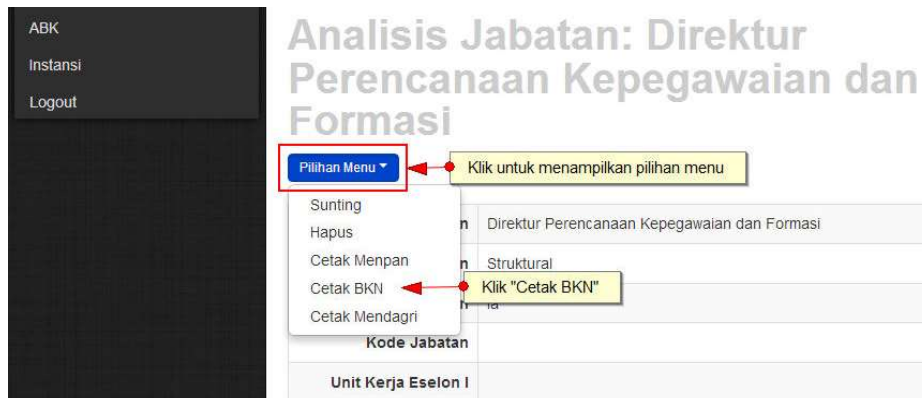 ABK
Instansi
Logout
Analisis Jabatan: Direktur
Perencanaan Kepegawaian dan
Formasi
Pilihan Menu
Klik untuk menampilkan pilihan menu
Sunting
Hapus
Cetak Menpan
Cetak BKN
Cetak Mendagri
n Direktur Perencanaan Kepegawaian dan Formasi
n Struktural
Klik "Cetak BKN"
Kode Jabatan
Unit Kerja Eselon I